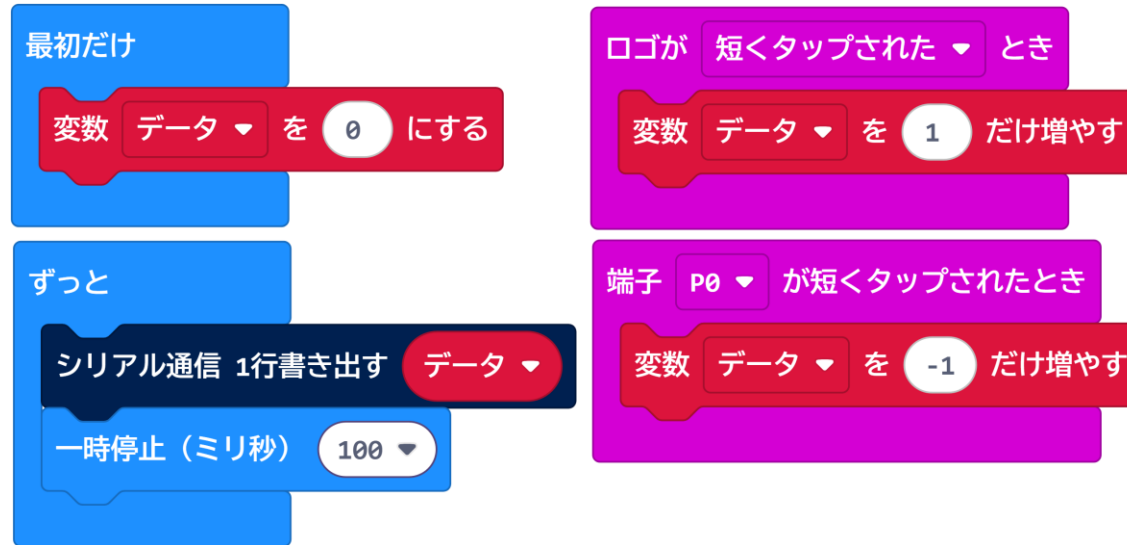 最初だけ
変数 データ を 0 にする
ずっと
シリアル通信 1行書き出す データ
一時停止（ミリ秒） 100
ロゴが 短くタップされた とき
変数 データ を 1 だけ増やす
端子 P0 が短くタップされたとき
変数 データ を -1 だけ増やす